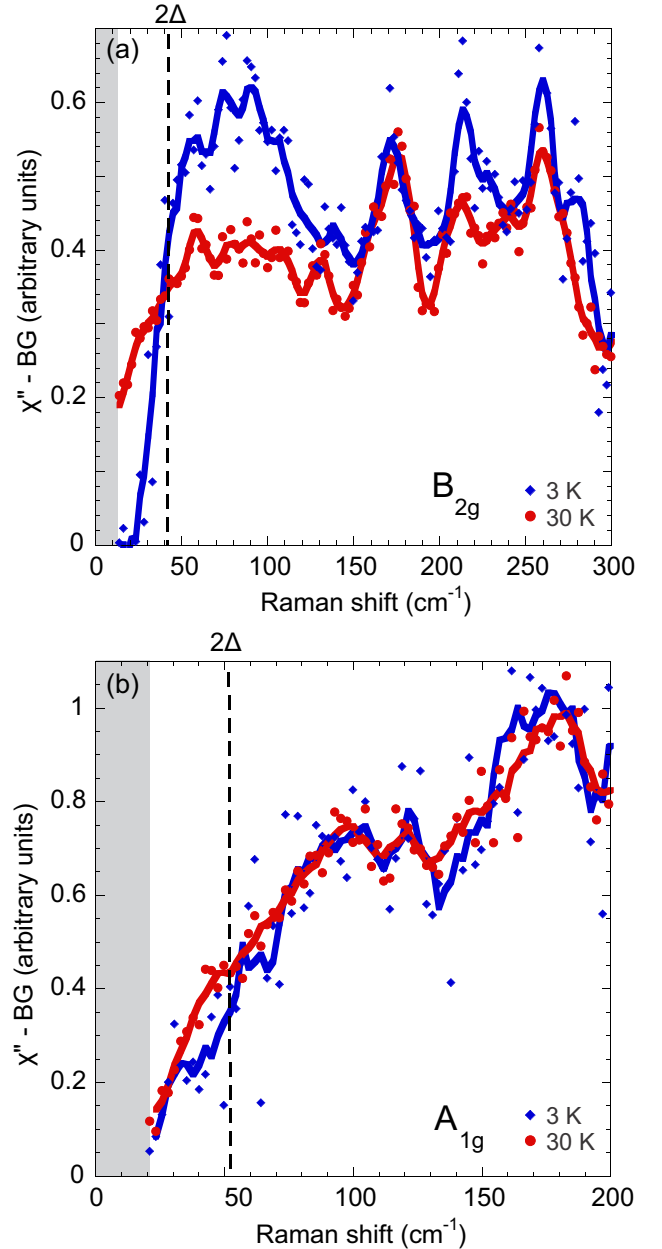 2Δ
(a)
0.6
0.4
0.2
0
χ" - BG (arbitrary units)
B2g
3 K
30 K
0 50 100 150 200 250 300
Raman shift (cm-1)
2Δ
(b)
1
0.8
0.6
0.4
0.2
0
χ" - BG (arbitrary units)
A1g
3 K
30 K
0 50 100 150 200
Raman shift (cm-1)